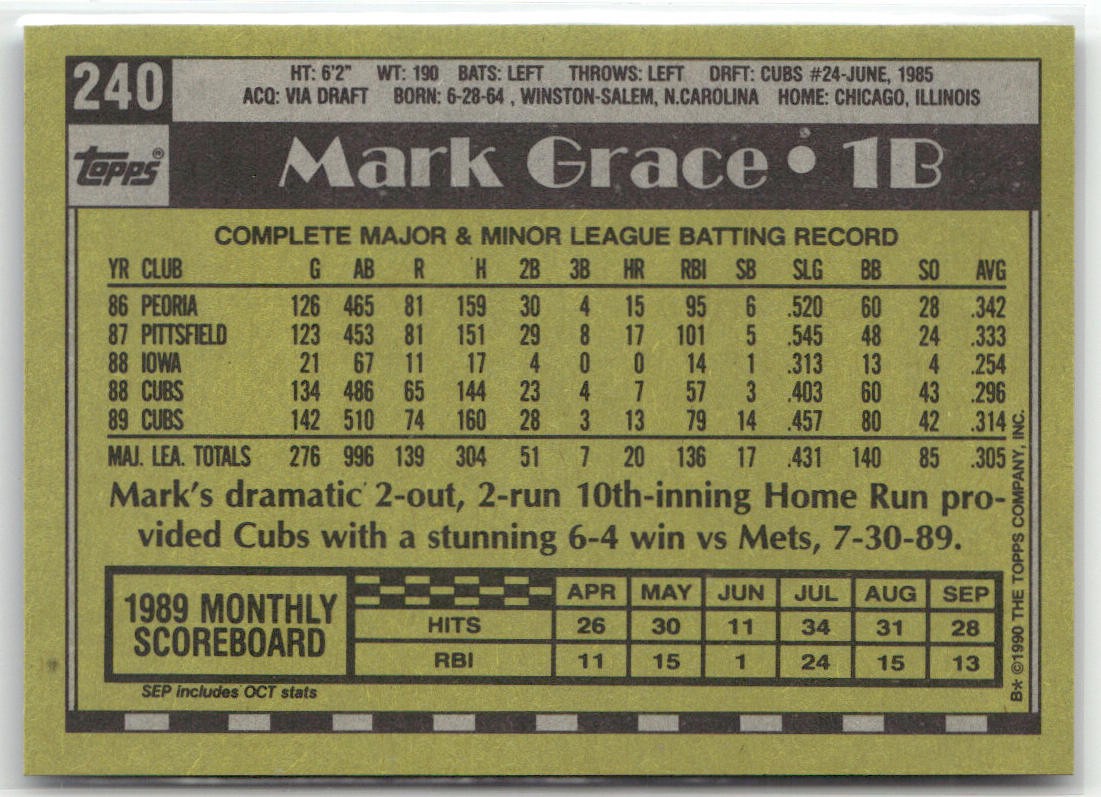 240
HT: 6'2" WT: 190 BATS: LEFT THROWS: LEFT DRFT: CUBS #24-JUNE, 1985
ACQ: VIA DRAFT BORN: 6-28-64 , WINSTON-SALEM, N.CAROLINA HOME: CHICAGO, ILLINOIS
Topps®
Mark Grace • 1B
COMPLETE MAJOR & MINOR LEAGUE BATTING RECORD
YR CLUB G AB R H 2B 3B HR RBI SB SLG BB SO AVG
86 PEORIA 126 465 81 159 30 4 15 95 6 .520 60 28 .342
87 PITTSFIELD 123 453 81 151 29 8 17 101 5 .545 48 24 .333
88 IOWA 21 67 11 17 4 0 0 14 1 .313 13 4 .254
88 CUBS 134 486 65 144 23 4 7 57 3 .403 60 43 .296
89 CUBS 142 510 74 160 28 3 13 79 14 .457 80 42 .314
MAJ. LEA. TOTALS 276 996 139 304 51 7 20 136 17 .431 140 85 .305
Mark's dramatic 2-out, 2-run 10th-inning Home Run pro-
vided Cubs with a stunning 6-4 win vs Mets, 7-30-89.
1989 MONTHLY
SCOREBOARD
APR MAY JUN JUL AUG SEP
HITS 26 30 11 34 31 28
RBI 11 15 1 24 15 13
SEP includes OCT stats
B* ©1990 THE TOPPS COMPANY, INC.